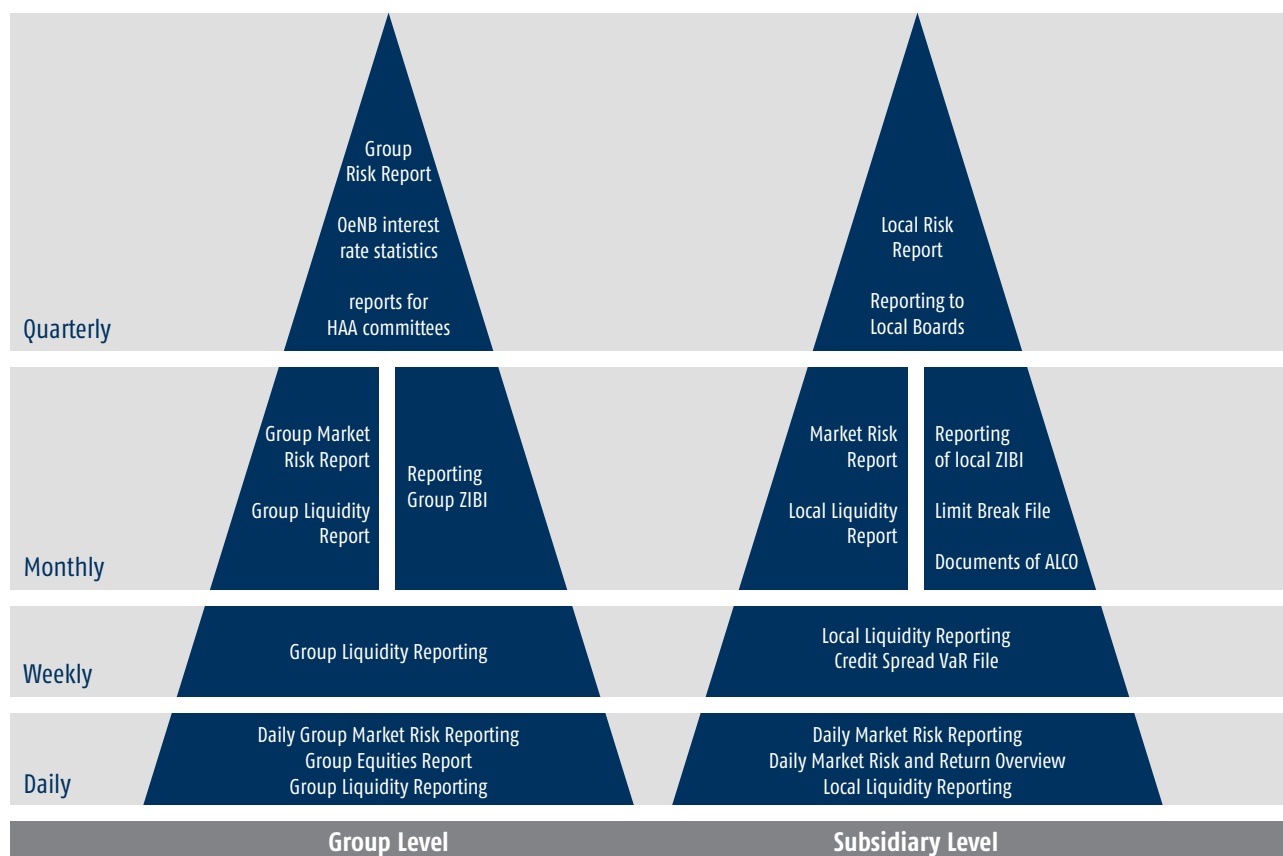 Group
Risk Report
OeNB interest
rate statistics
reports for
HAA committees
Local Risk
Report
Reporting to
Local Boards
Quarterly
Group Market
Risk Report
Group Liquidity
Report
Reporting
Group ZIBI
Market Risk
Report
Local Liquidity
Report
Reporting
of local ZIBI
Limit Break File
Documents of ALCO
Monthly
Group Liquidity Reporting
Local Liquidity Reporting
Credit Spread VaR File
Weekly
Daily Group Market Risk Reporting
Group Equities Report
Group Liquidity Reporting
Daily Market Risk Reporting
Daily Market Risk and Return Overview
Local Liquidity Reporting
Daily
Group Level
Subsidiary Level